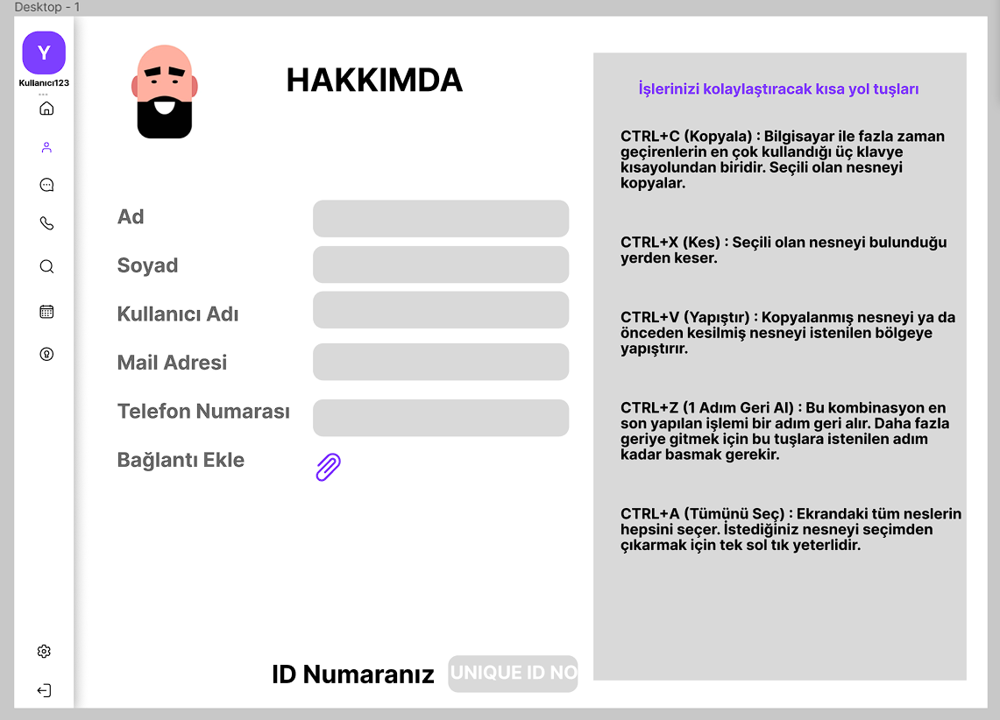 Desktop - 1
Y
Kullanıcı123
HAKKIMDA
Ad
Soyad
Kullanıcı Adı
Mail Adresi
Telefon Numarası
Bağlantı Ekle
ID Numaranız
UNIQUE ID NO
İşlerinizi kolaylaştıracak kısa yol tuşları
CTRL+C (Kopyala) : Bilgisayar ile fazla zaman
geçirenlerin en çok kullandığı üç klavye
kısayolundan biridir. Seçili olan nesneyi
kopyalar.
CTRL+X (Kes) : Seçili olan nesneyi bulunduğu
yerden keser.
CTRL+V (Yapıştır) : Kopyalanmış nesneyi ya da
önceden kesilmiş nesneyi istenilen bölgeye
yapıştırır.
CTRL+Z (1 Adım Geri Al) : Bu kombinasyon en
son yapılan işlemi bir adım geri alır. Daha fazla
geriye gitmek için bu tuşlara istenilen adım
kadar basmak gerekir.
CTRL+A (Tümünü Seç) : Ekrandaki tüm neslerin
hepsini seçer. İstediğiniz nesneyi seçimden
çıkarmak için tek sol tık yeterlidir.